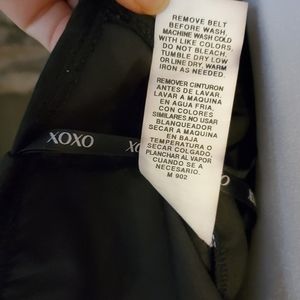 REMOVE BELT
BEFORE WASH.
MACHINE WASH COLD
WITH LIKE COLORS.
DO NOT BLEACH.
TUMBLE DRY LOW
OR LINE DRY. WARM
IRON AS NEEDED.
REMOVER CINTURON
ANTES DE LAVAR.
LAVAR A MAQUINA
EN AGUA FRIA.
CON COLORES
SIMILARES.NO USAR
BLANQUEADOR
SECAR A MAQUINA
EN BAJA
TEMPERATURA O
SECAR COLGADO.
PLANCHAR AL VAPOR
CUANDO SE A
NECESARIO.
M 902
XOXO
XO